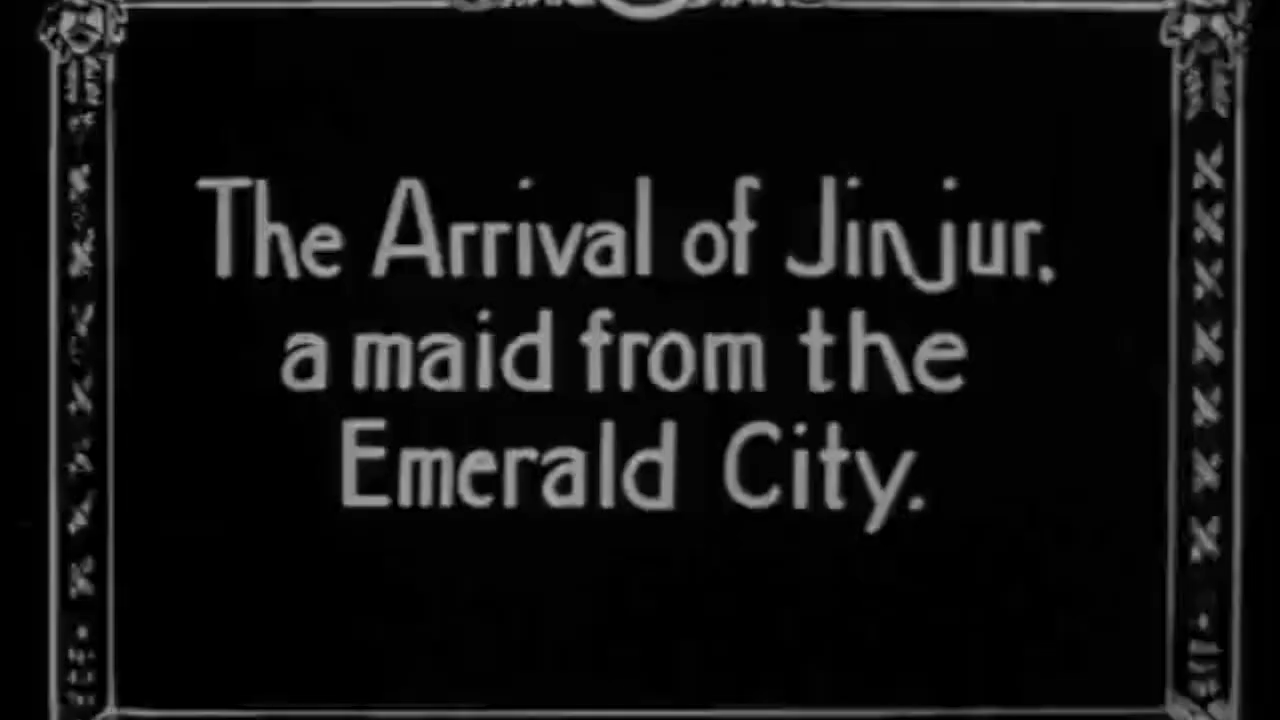 The Arrival of Jinjur,
a maid from the
Emerald City.